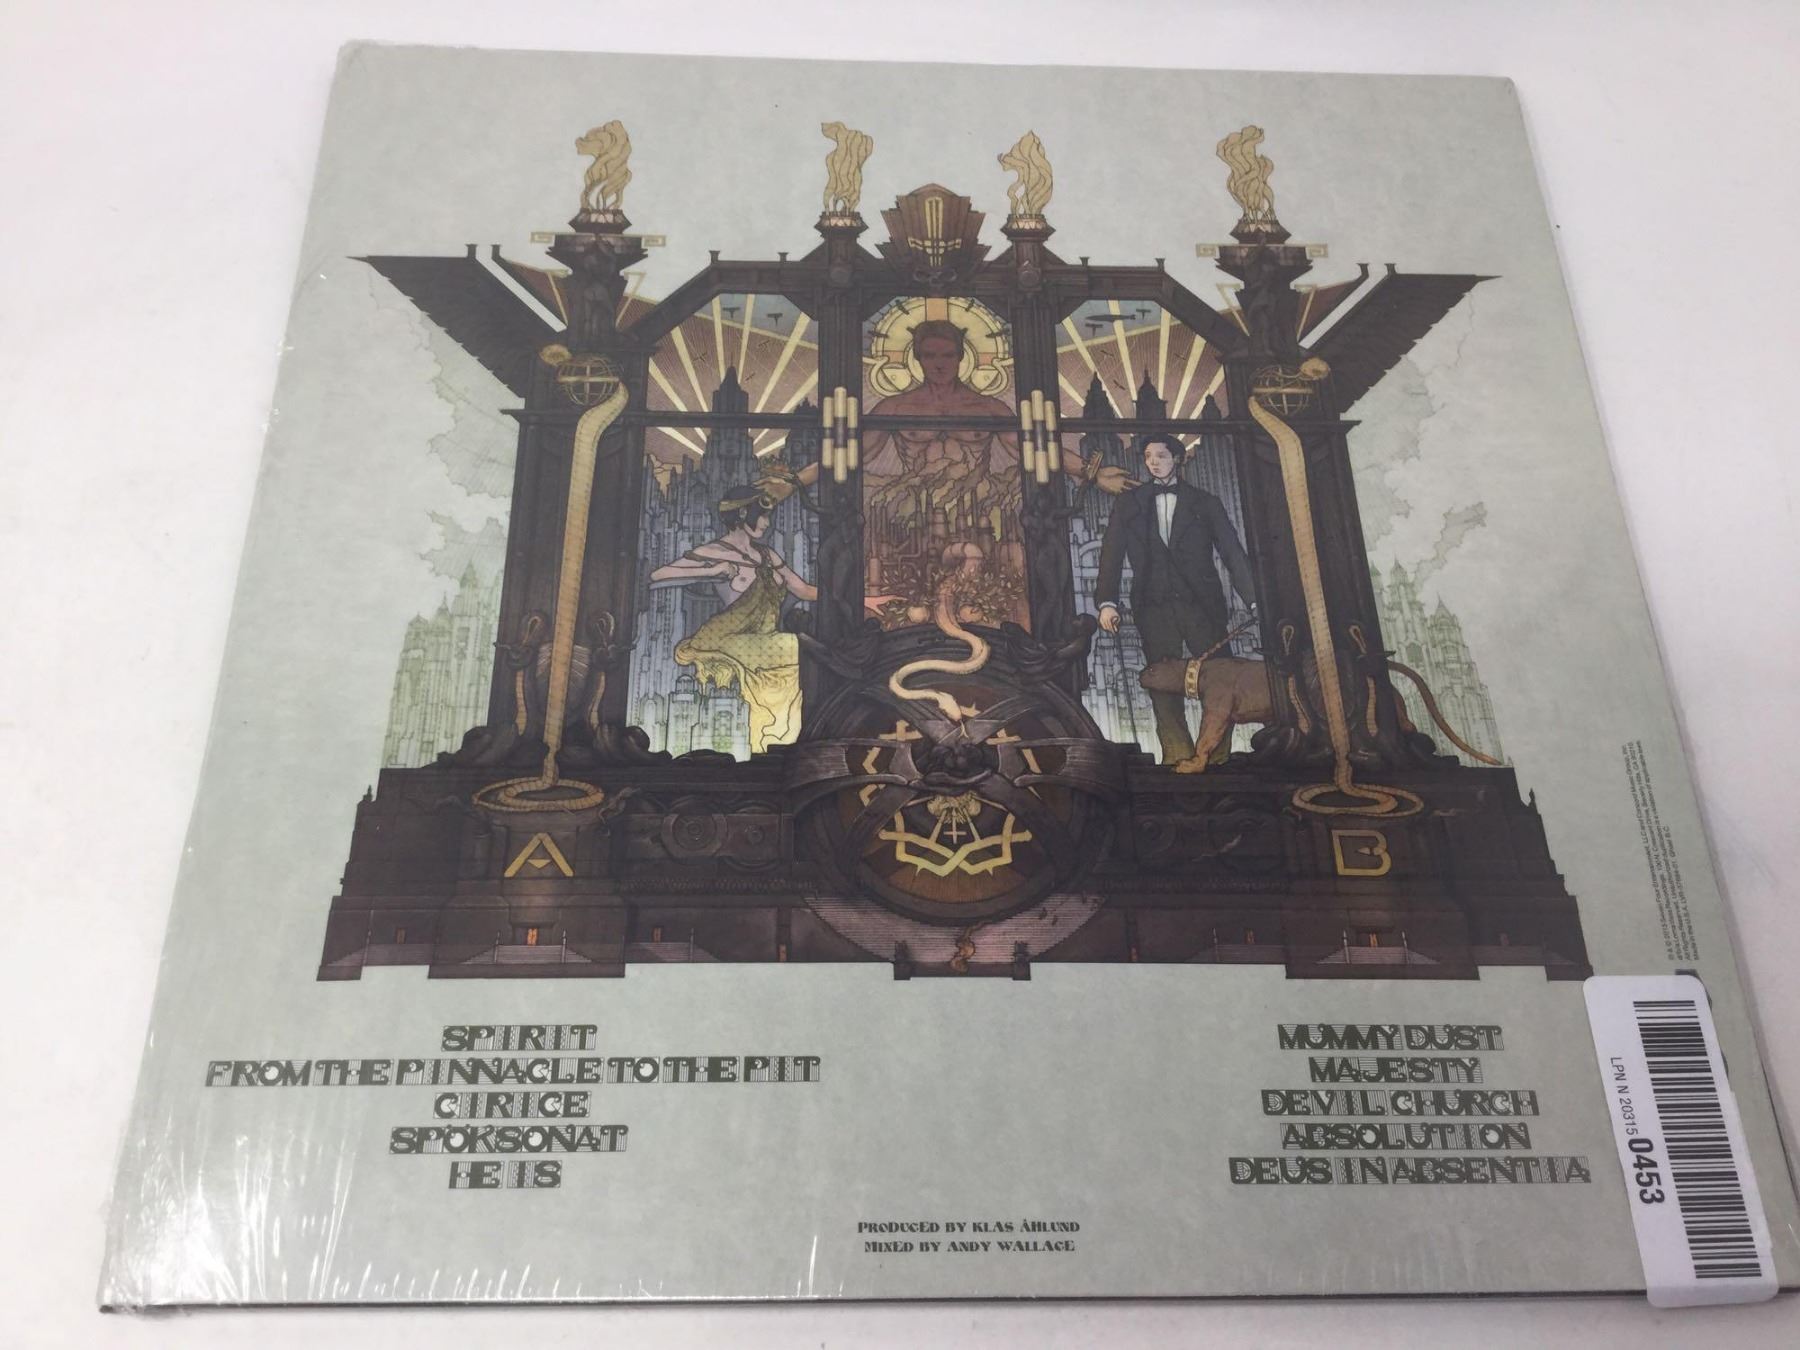 A
B
SPIRIT
FROM THE PINNACLE TO THE PIT
CIRICE
SPÖKSONAT
HE IS
MUMMY DUST
MAJESTY
DEVIL CHURCH
ABSOLUTION
DEUS IN ABSENTIA
PRODUCED BY KLAS ÅHLUND
MIXED BY ANDY WALLACE
LPN N 20315 0453